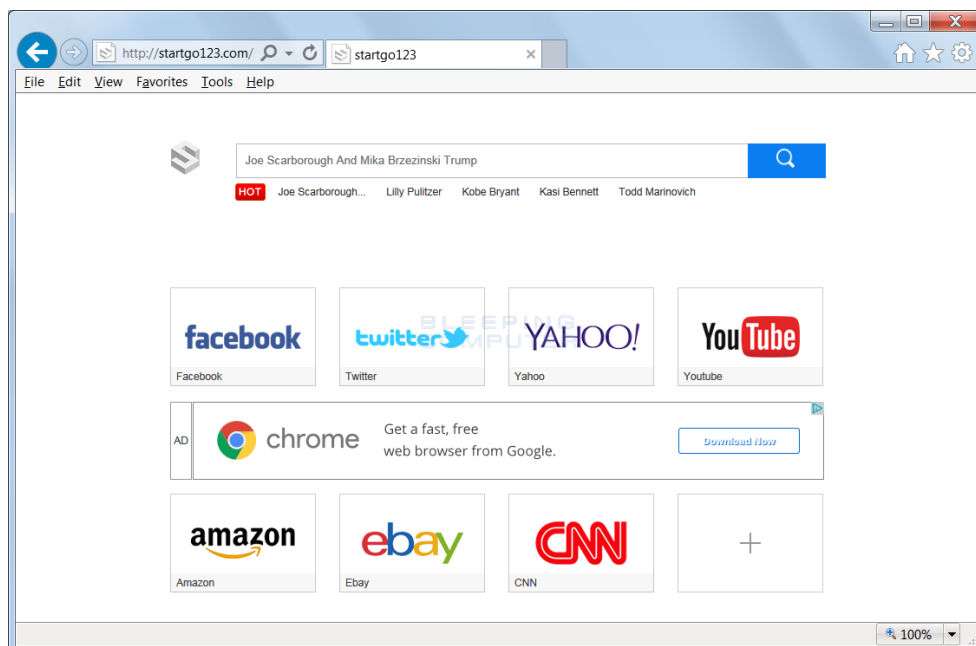 http://startgo123.com/
startgo123
File Edit View Favorites Tools Help
Joe Scarborough And Mika Brzezinski Trump
HOT Joe Scarborough... Lilly Pulitzer Kobe Bryant Kasi Bennett Todd Marinovich
facebook twitter YAHOO! YouTube
BLEEPING
COMPUTER
Facebook Twitter Yahoo Youtube
AD chrome Get a fast, free
web browser from Google.
Download Now
amazon ebay CNN
Amazon Ebay CNN
100%